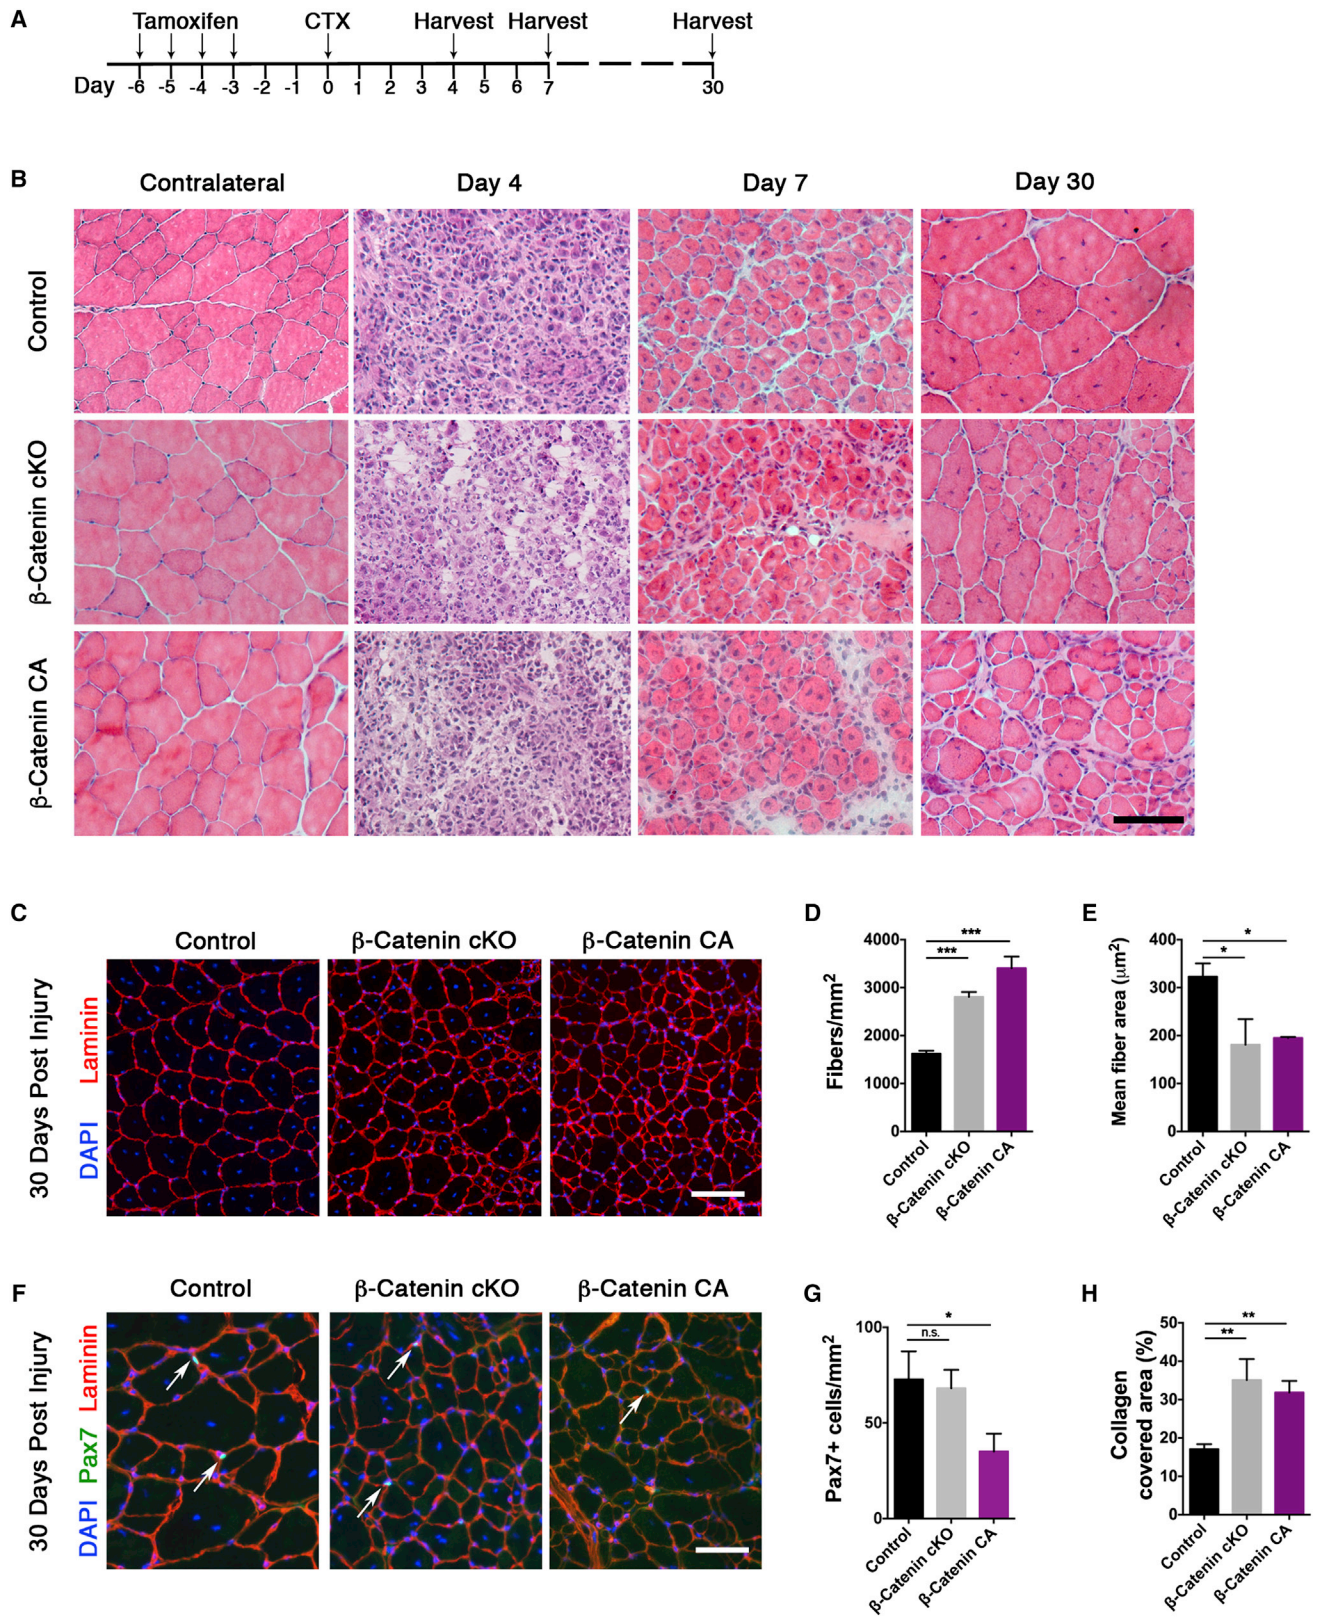 A
Tamoxifen CTX Harvest Harvest Harvest
Day -6 -5 -4 -3 -2 -1 0 1 2 3 4 5 6 7 30
B
Contralateral Day 4 Day 7 Day 30
Control
β-Catenin cKO
β-Catenin CA
C
Control β-Catenin cKO β-Catenin CA
30 Days Post Injury
DAPI Laminin
D
Fibers/mm²
4000
3000
2000
1000
0
*** ***
Control
β-Catenin cKO
β-Catenin CA
E
Mean fiber area (μm²)
400
300
200
100
0
* *
Control
β-Catenin cKO
β-Catenin CA
F
Control β-Catenin cKO β-Catenin CA
30 Days Post Injury
DAPI Pax7 Laminin
G
Pax7+ cells/mm²
100
50
0
*
n.s.
Control
β-Catenin cKO
β-Catenin CA
H
Collagen
covered area (%)
50
40
30
20
10
0
**
**
Control
β-Catenin cKO
β-Catenin CA